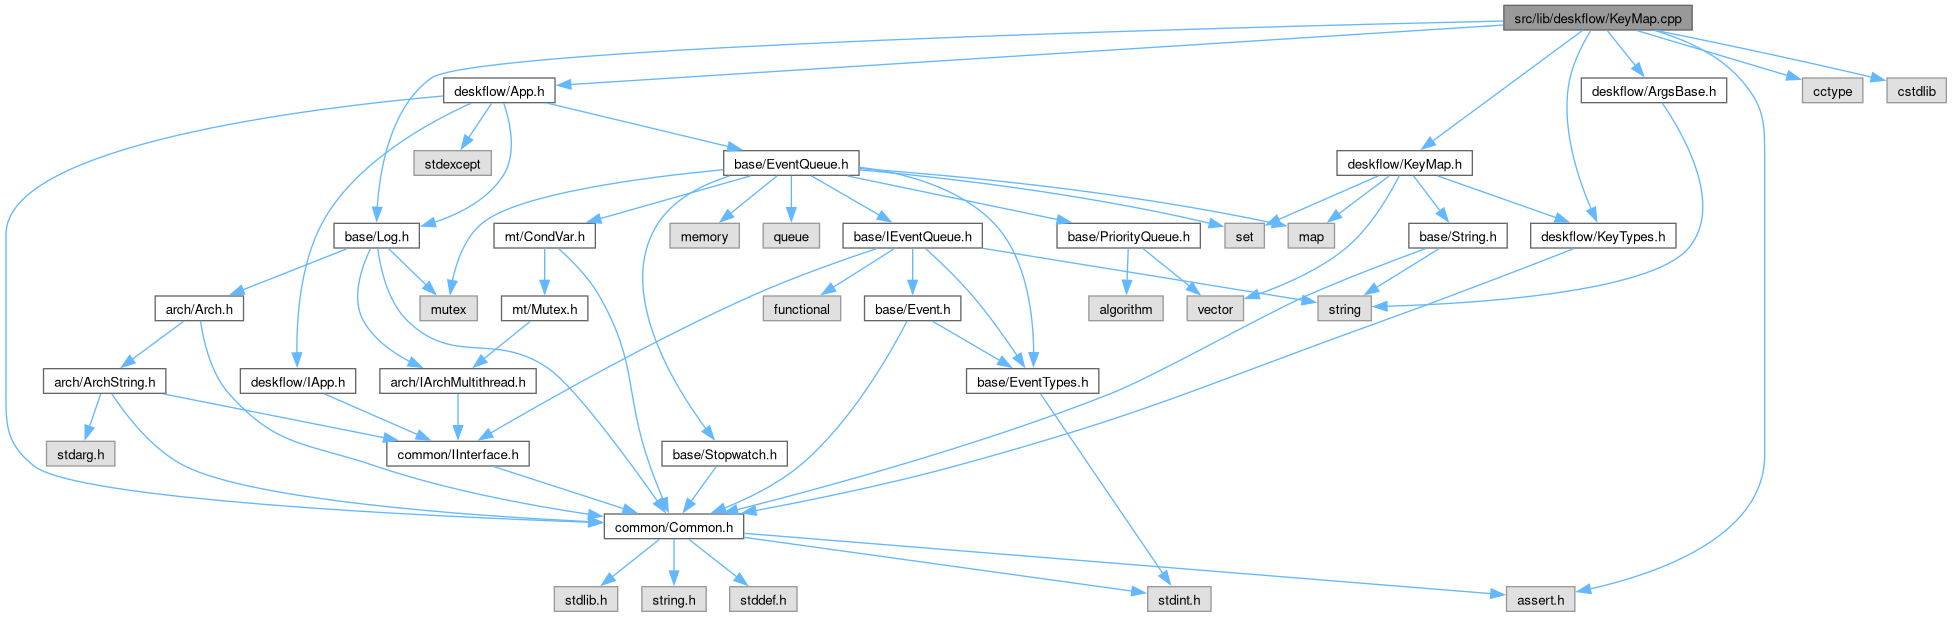 src/lib/deskflow/KeyMap.cpp
deskflow/App.h
deskflow/ArgsBase.h
cctype
cstdlib
stdexcept
base/EventQueue.h
deskflow/KeyMap.h
base/Log.h
mt/CondVar.h
memory
queue
base/IEventQueue.h
base/PriorityQueue.h
set
map
base/String.h
deskflow/KeyTypes.h
arch/Arch.h
mutex
mt/Mutex.h
functional
base/Event.h
algorithm
vector
string
arch/ArchString.h
deskflow/IApp.h
arch/IArchMultithread.h
base/EventTypes.h
stdarg.h
common/IInterface.h
base/Stopwatch.h
common/Common.h
stdlib.h
string.h
stddef.h
stdint.h
assert.h